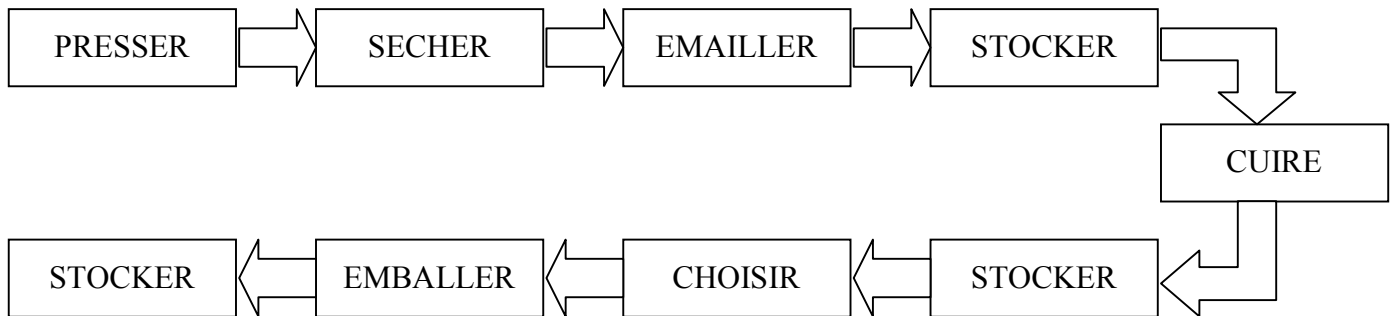 PRESSER
SECHER
EMAILLER
STOCKER
CUIRE
STOCKER
CHOISIR
EMBALLER
STOCKER